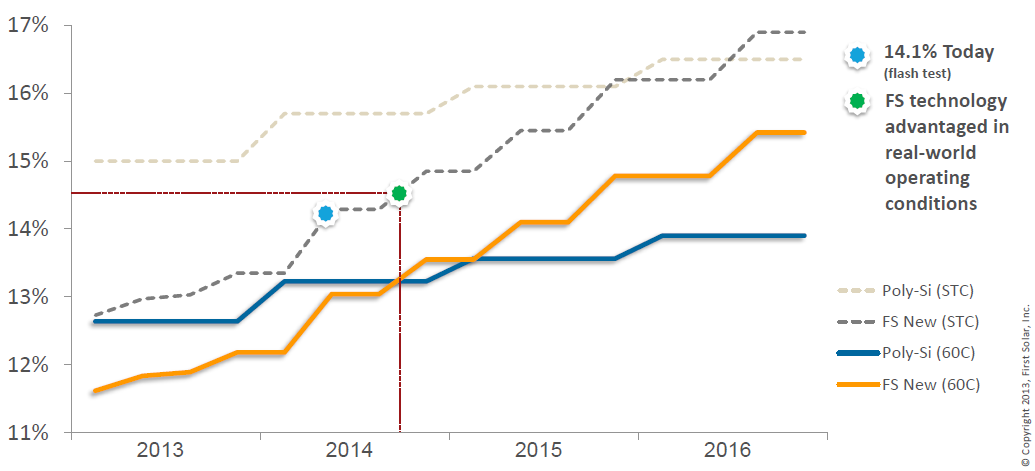 17%
16%
15%
14%
13%
12%
11%
2013
2014
2015
2016
14.1% Today
(flash test)
FS technology
advantaged in
real-world
operating
conditions
Poly-Si (STC)
FS New (STC)
Poly-Si (60C)
FS New (60C)
© Copyright 2013, First Solar, Inc.